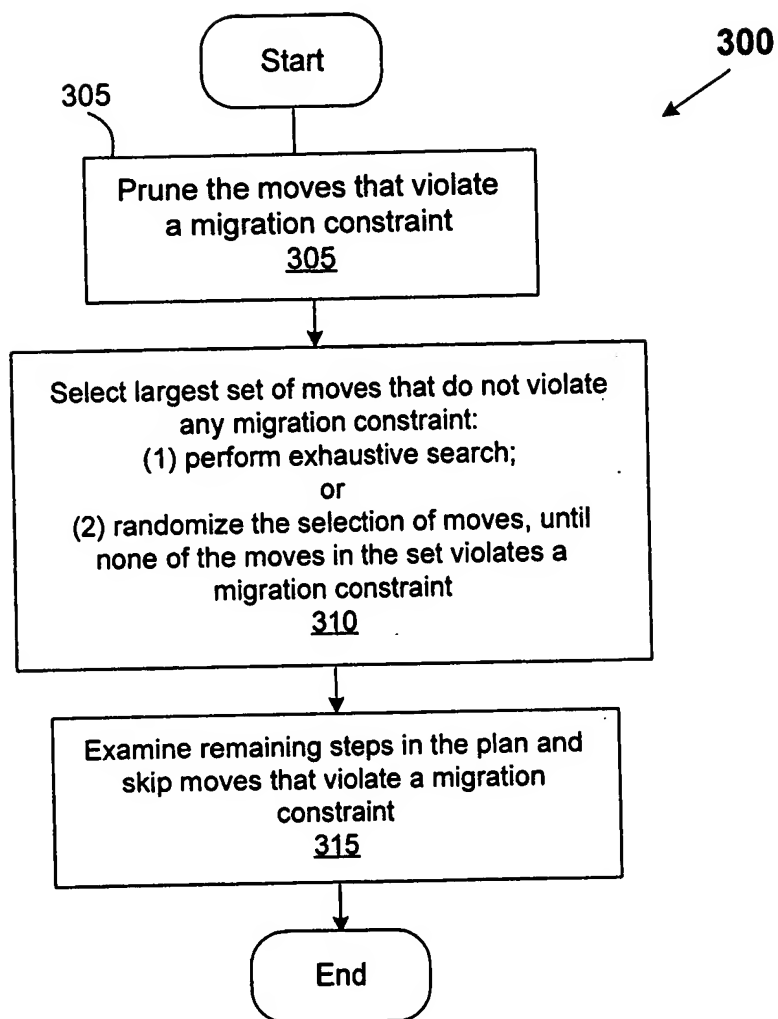 Start
300
305
Prune the moves that violate
a migration constraint
305
Select largest set of moves that do not violate
any migration constraint:
(1) perform exhaustive search;
or
(2) randomize the selection of moves, until
none of the moves in the set violates a
migration constraint
310
Examine remaining steps in the plan and
skip moves that violate a migration
constraint
315
End